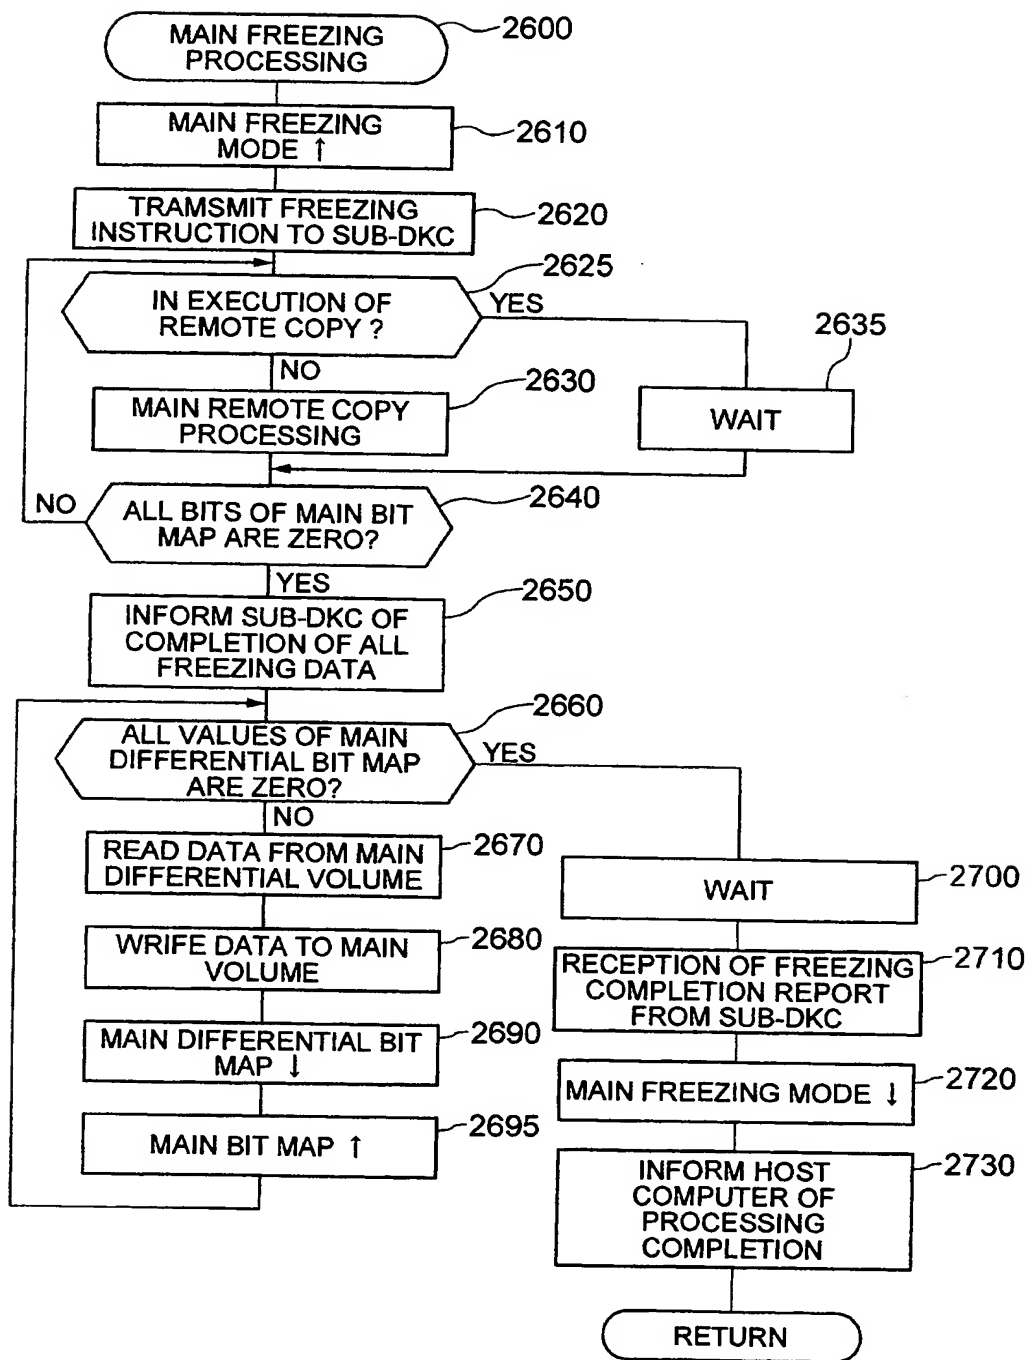 MAIN FREEZING
PROCESSING
2600
MAIN FREEZING
MODE ↑
2610
TRAMSMIT FREEZING
INSTRUCTION TO SUB-DKC
2620
2625
IN EXECUTION OF
REMOTE COPY ?
YES
2635
NO
2630
MAIN REMOTE COPY
PROCESSING
WAIT
2640
NO
ALL BITS OF MAIN BIT
MAP ARE ZERO?
YES
2650
INFORM SUB-DKC OF
COMPLETION OF ALL
FREEZING DATA
2660
ALL VALUES OF MAIN
DIFFERENTIAL BIT MAP
ARE ZERO?
YES
NO
READ DATA FROM MAIN
DIFFERENTIAL VOLUME
2670
WRIFE DATA TO MAIN
VOLUME
2680
MAIN DIFFERENTIAL BIT
MAP ↓
2690
MAIN BIT MAP ↑
2695
WAIT
2700
RECEPTION OF FREEZING
COMPLETION REPORT
FROM SUB-DKC
2710
MAIN FREEZING MODE ↓
2720
INFORM HOST
COMPUTER OF
PROCESSING
COMPLETION
2730
RETURN